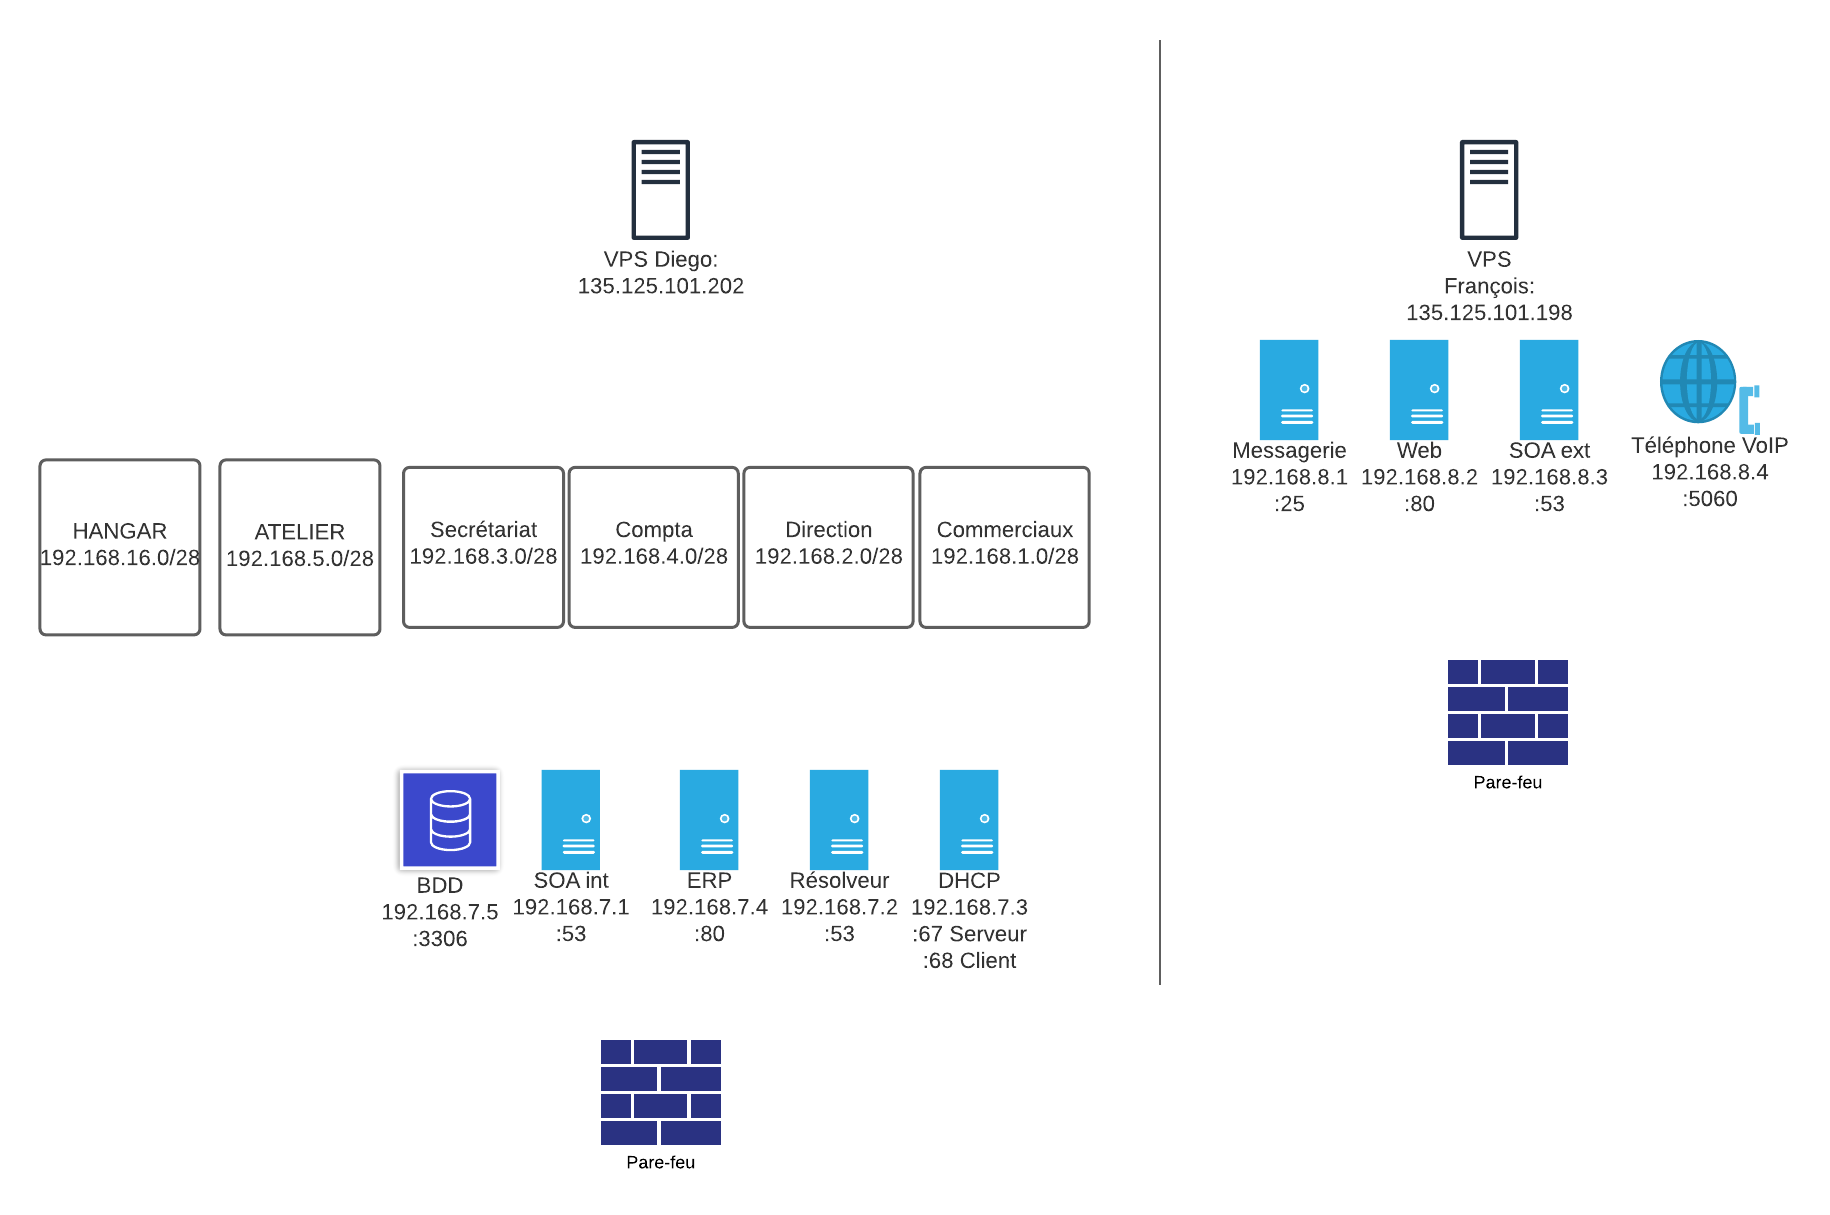 VPS Diego:
135.125.101.202
HANGAR
192.168.16.0/28
ATELIER
192.168.5.0/28
Secrétariat
192.168.3.0/28
Compta
192.168.4.0/28
Direction
192.168.2.0/28
Commerciaux
192.168.1.0/28
BDD
192.168.7.5
:3306
SOA int
192.168.7.1
:53
ERP
192.168.7.4
:80
Résolveur
192.168.7.2
:53
DHCP
192.168.7.3
:67 Serveur
:68 Client
Pare-feu
VPS
François:
135.125.101.198
Messagerie
192.168.8.1
:25
Web
192.168.8.2
:80
SOA ext
192.168.8.3
:53
Téléphone VoIP
192.168.8.4
:5060
Pare-feu